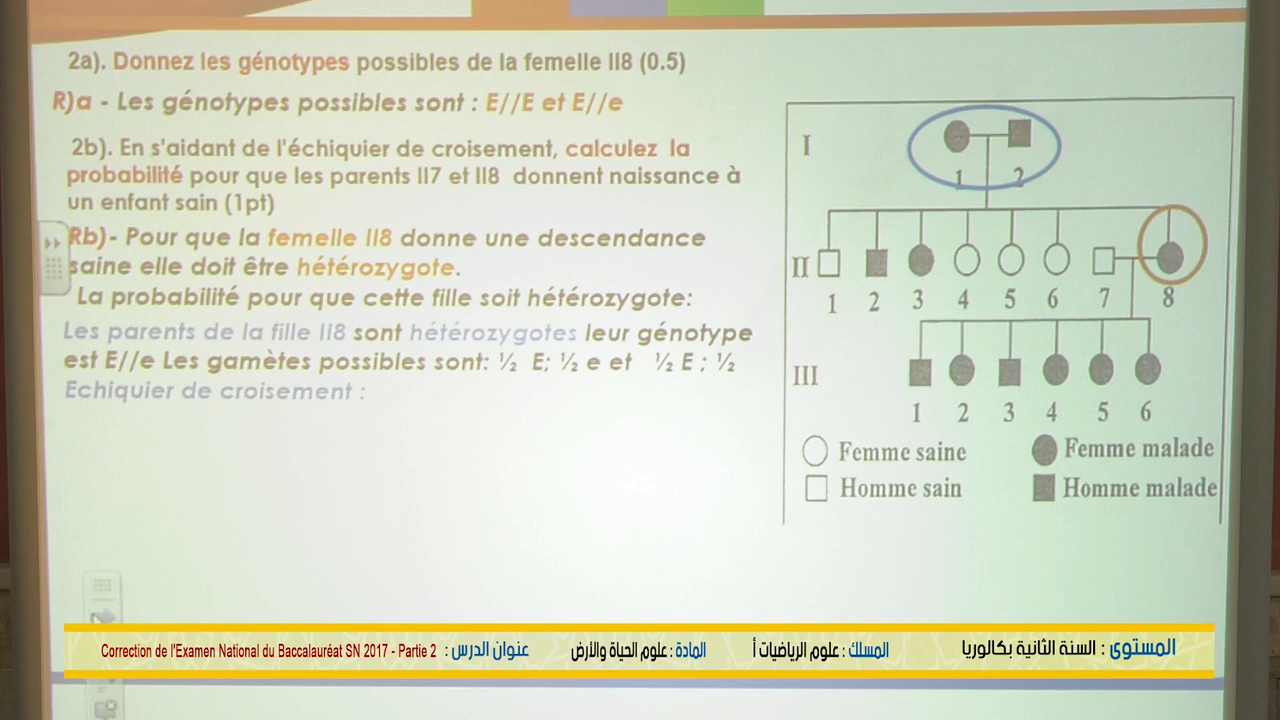 2a). Donnez les génotypes possibles de la femelle II8 (0.5)
R)a - Les génotypes possibles sont : E//E et E//e
2b). En s'aidant de l'échiquier de croisement, calculez la
probabilité pour que les parents II7 et II8 donnent naissance à
un enfant sain (1pt)
Rb)- Pour que la femelle II8 donne une descendance
saine elle doit être hétérozygote.
La probabilité pour que cette fille soit hétérozygote:
Les parents de la fille II8 sont hétérozygotes leur génotype
est E//e Les gamètes possibles sont: ½ E; ½ e et ½ E ; ½
Echiquier de croisement :
I
1 2
II
1 2 3 4 5 6 7 8
III
1 2 3 4 5 6
Femme saine
Femme malade
Homme sain
Homme malade
المستوى : السنة الثانية بكالوريا
المسلك : علوم الرياضيات أ
المادة : علوم الحياة والأرض
عنوان الدرس : Correction de l'Examen National du Baccalauréat SN 2017 - Partie 2